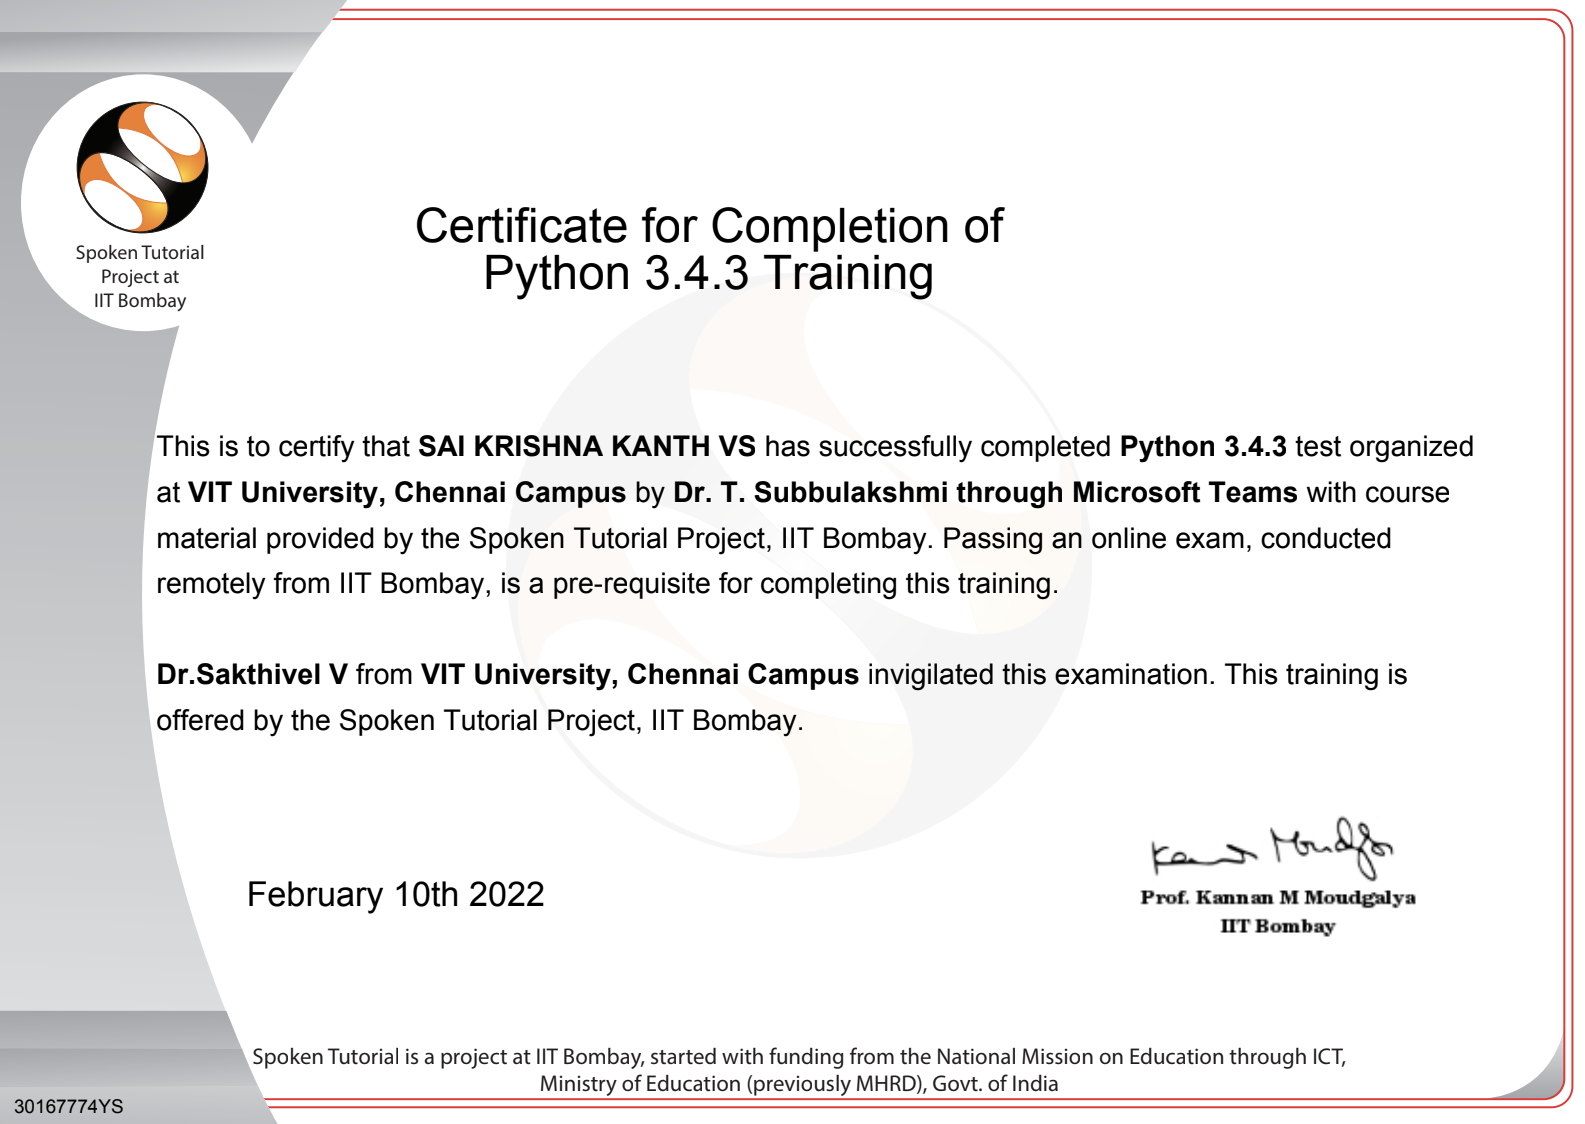 Spoken Tutorial
Project at
IIT Bombay
Certificate for Completion of
Python 3.4.3 Training
This is to certify that SAI KRISHNA KANTH VS has successfully completed Python 3.4.3 test organized
at VIT University, Chennai Campus by Dr. T. Subbulakshmi through Microsoft Teams with course
material provided by the Spoken Tutorial Project, IIT Bombay. Passing an online exam, conducted
remotely from IIT Bombay, is a pre-requisite for completing this training.
Dr.Sakthivel V from VIT University, Chennai Campus invigilated this examination. This training is
offered by the Spoken Tutorial Project, IIT Bombay.
February 10th 2022
Prof. Kannan M Moudgalya
IIT Bombay
Spoken Tutorial is a project at IIT Bombay, started with funding from the National Mission on Education through ICT,
Ministry of Education (previously MHRD), Govt. of India
30167774YS